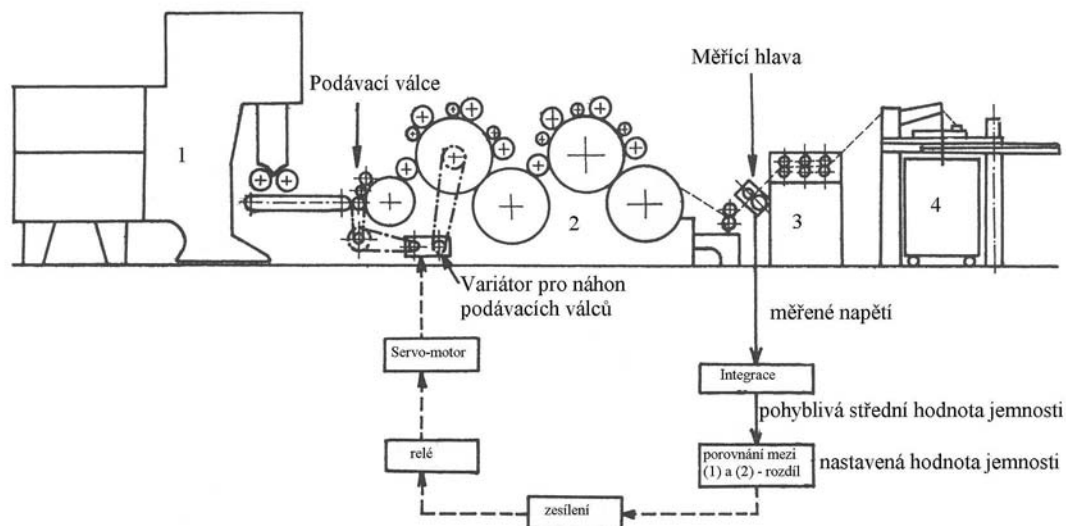 Měřící hlava
Podávací válce
1
2
3
4
Variátor pro náhon
podávacích válců
měřené napětí
Servo-motor
Integrace
pohyblivá střední hodnota jemnosti
relé
porovnání mezi
(1) a (2) - rozdíl
nastavená hodnota jemnosti
zesílení